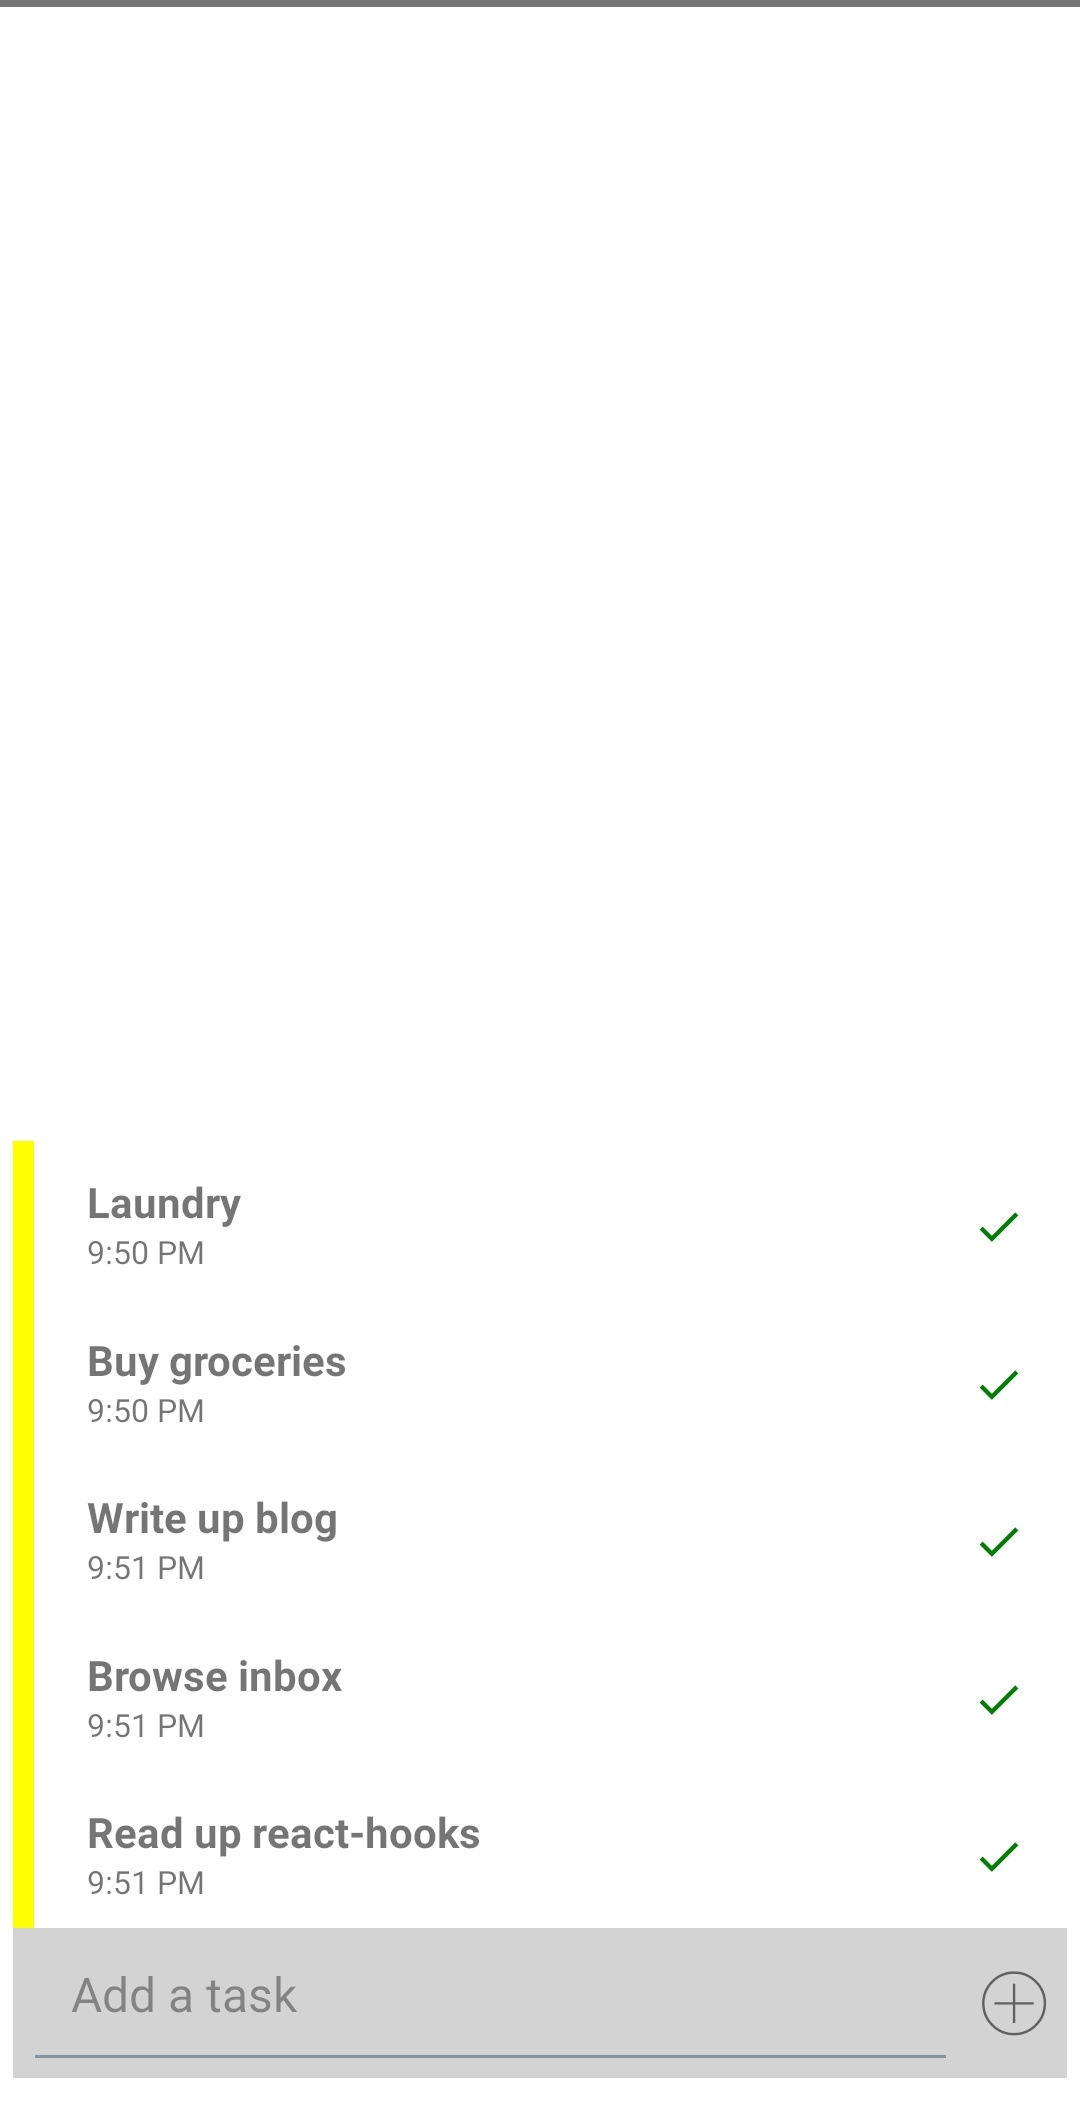 Laundry
9:50 PM
Buy groceries
9:50 PM
Write up blog
9:51 PM
Browse inbox
9:51 PM
Read up react-hooks
9:51 PM
Add a task